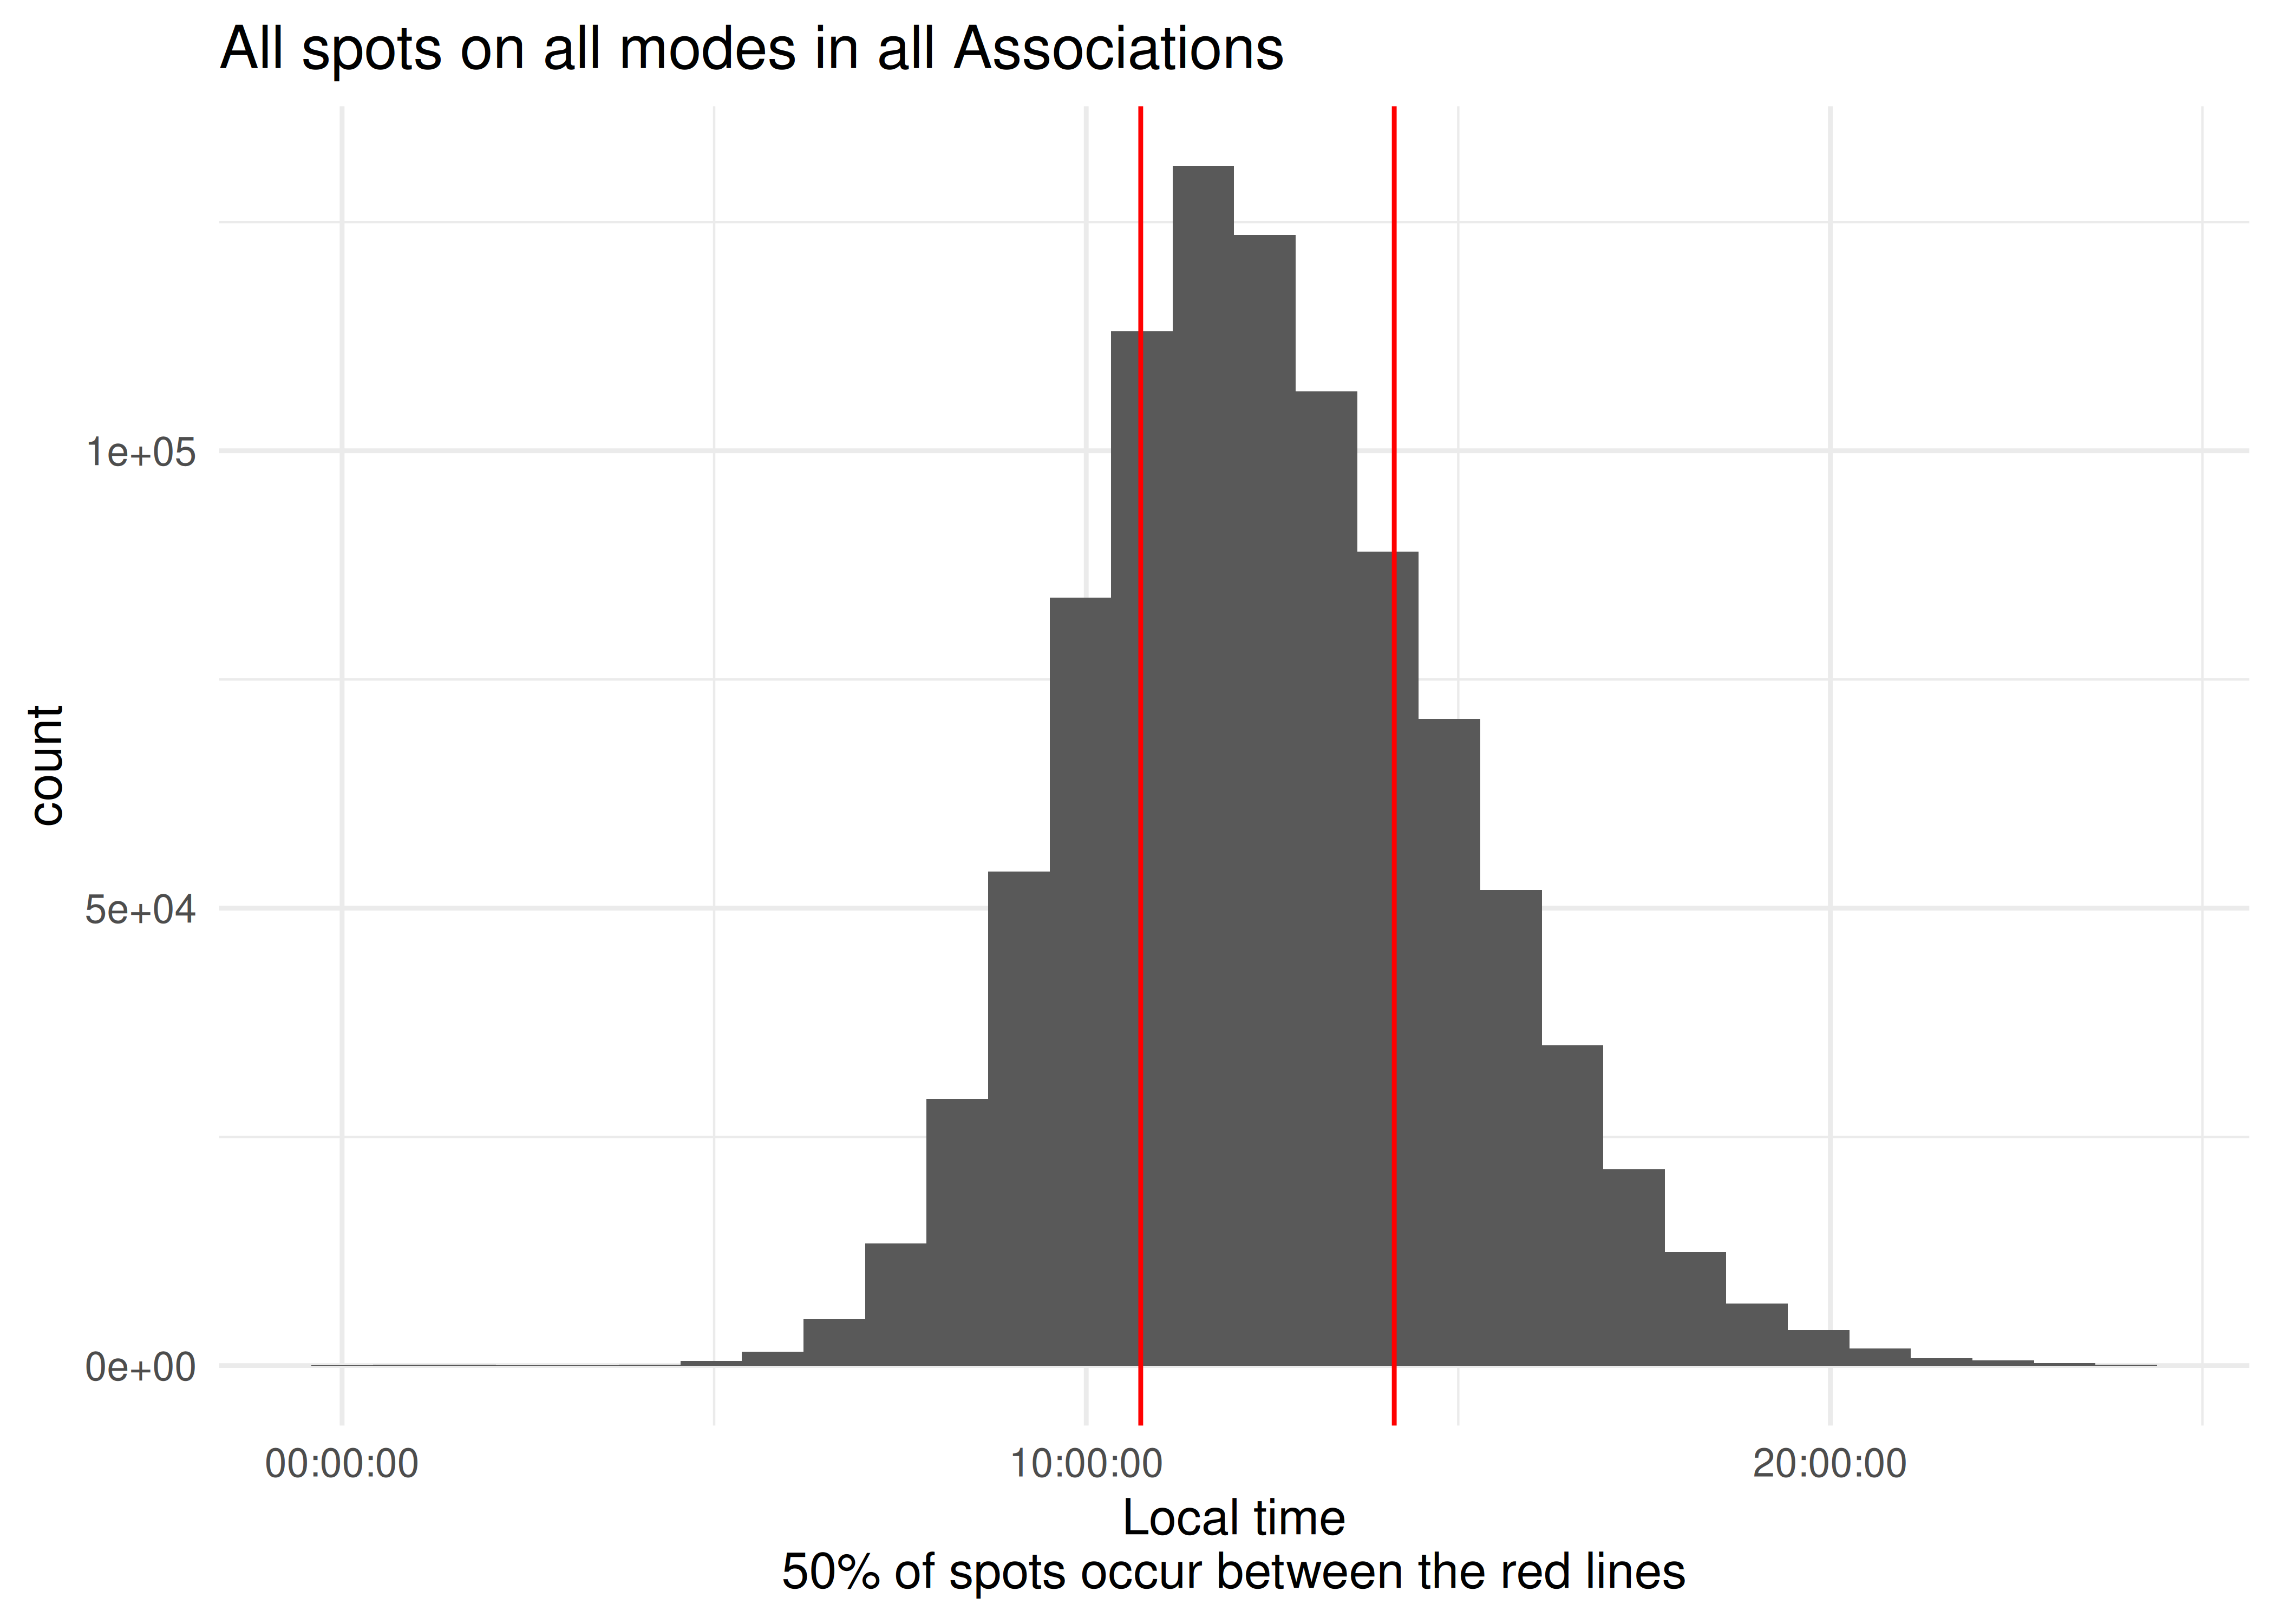 All spots on all modes in all Associations
count
1e+05
5e+04
0e+00
00:00:00
10:00:00
20:00:00
Local time
50% of spots occur between the red lines